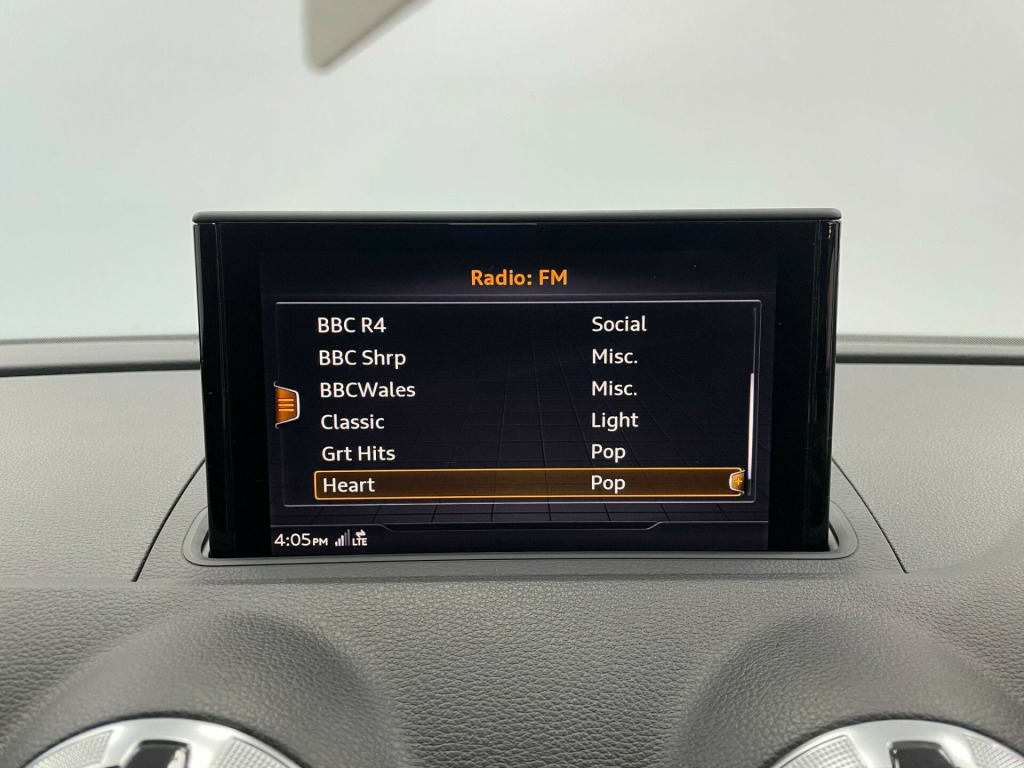 Radio: FM
BBC R4 Social
BBC Shrp Misc.
BBCWales Misc.
Classic Light
Grt Hits Pop
Heart Pop
4:05PM LTE